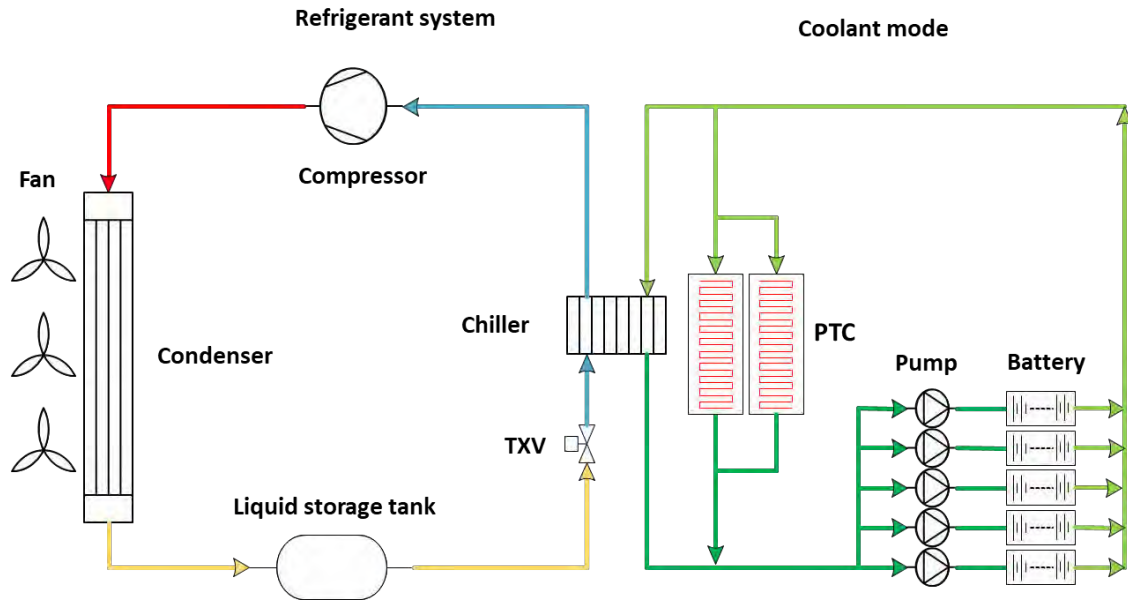 Refrigerant system
Coolant mode
Compressor
Fan
Condenser
Chiller
PTC
Pump
Battery
TXV
Liquid storage tank